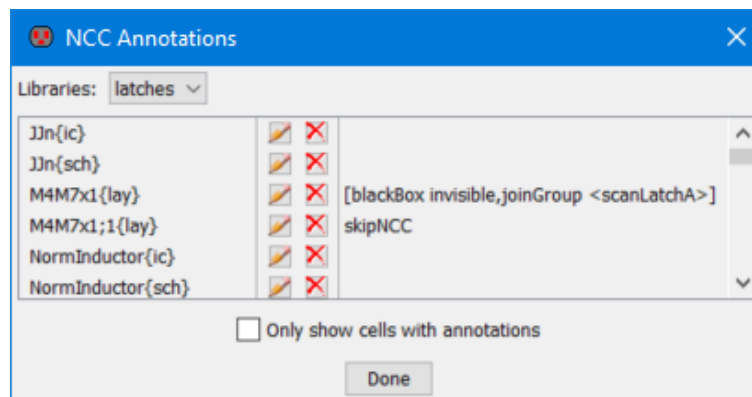 NCC Annotations
Libraries: latches
JJn{ic}
JJn{sch}
M4M7x1{lay} [blackBox invisible,joinGroup <scanLatchA>]
M4M7x1;1{lay} skipNCC
NormInductor{ic}
NormInductor{sch}
Only show cells with annotations
Done